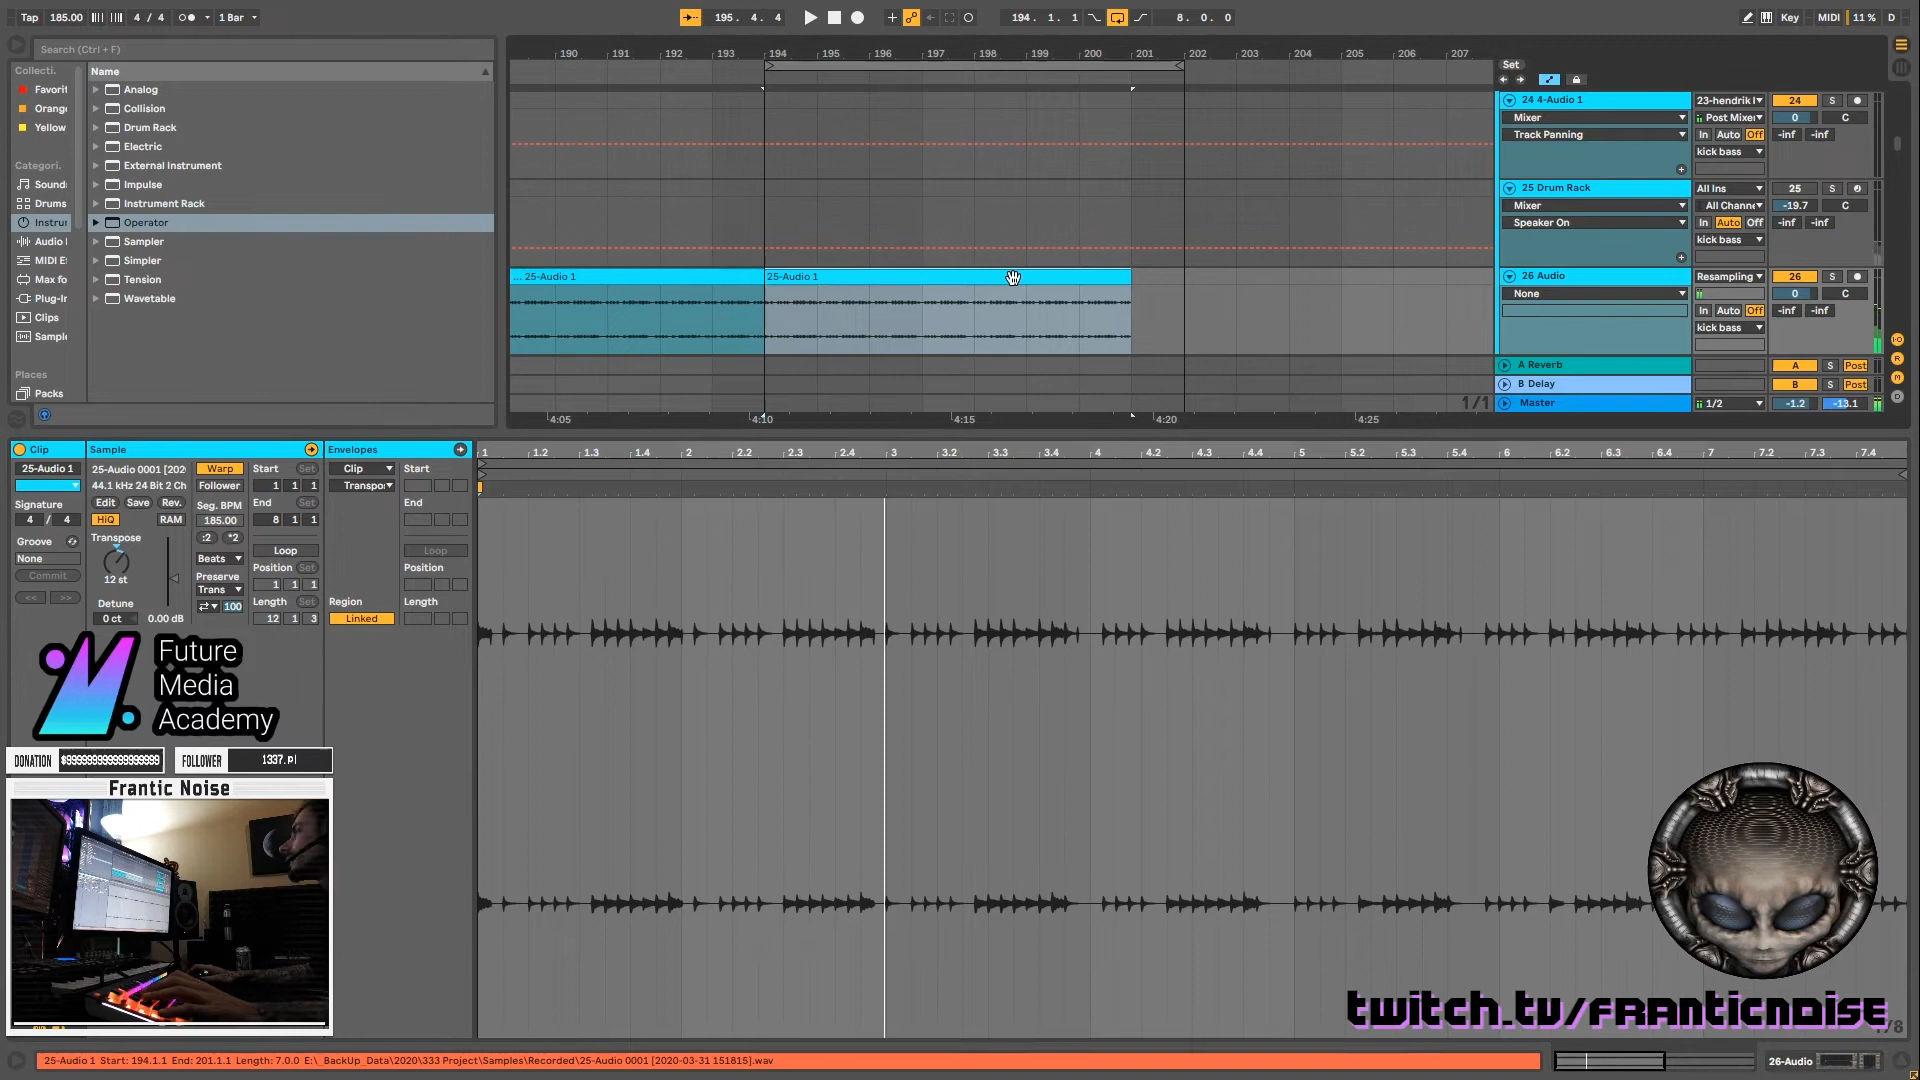 Tap 185.00 4 / 4 1 Bar 195. 4. 4 194. 1. 1 8. 0. 0 Key MIDI 11 % D
Search (Ctrl + F)
Collecti.
Favorit
Orange
Yellow
Categori.
Sound
Drums
Instrur
Audio I
MIDI E
Max fo
Plug-In
Clips
Sample
Places
Packs
Name
Analog
Collision
Drum Rack
Electric
External Instrument
Impulse
Instrument Rack
Operator
Sampler
Simpler
Tension
Wavetable
190 191 192 193 194 195 196 197 198 199 200 201 202 203 204 205 206 207
... 25-Audio 1 25-Audio 1
1/1
4:05 4:10 4:15 4:20 4:25
Set
24 4-Audio 1 23-hendrik 24 S
Mixer Post Mixer 0 C
Track Panning In Auto Off -inf -inf
kick bass
25 Drum Rack All Ins 25 S
Mixer All Channe -19.7 C
Speaker On In Auto Off -inf -inf
kick bass
26 Audio Resampling 26 S
None 0 C
In Auto Off -inf -inf
kick bass
A Reverb A S Post
B Delay B S Post
Master 1/2 -1.2 -13.1
I·O
R
M
D
Clip
25-Audio 1
Signature
4 / 4
Groove
None
Commit
<< >>
Sample
25-Audio 0001 [202
44.1 kHz 24 Bit 2 Ch
Edit Save Rev.
HiQ RAM
Transpose
12 st
Detune
0 ct 0.00 dB
Warp
Follower
Seg. BPM
185.00
:2 *2
Beats
Preserve
Trans
100
Start Set
1 1 1
End Set
8 1 1
Loop
Position Set
1 1 1
Length Set
12 1 3
Envelopes
Clip
Transpo
Region
Linked
Start
End
Loop
Position
Length
1 1.2 1.3 1.4 2 2.2 2.3 2.4 3 3.2 3.3 3.4 4 4.2 4.3 4.4 5 5.2 5.3 5.4 6 6.2 6.3 6.4 7 7.2 7.3 7.4
Future
Media
Academy
DONATION $999999999999999999 FOLLOWER 1337.pl
Frantic Noise
twitch.tv/FRANTICNOISE
1/8
25-Audio 1 Start: 194.1.1 End: 201.1.1 Length: 7.0.0 E:\_BackUp_Data\2020\333 Project\Samples\Recorded\25-Audio 0001 [2020-03-31 151815].wav
26-Audio